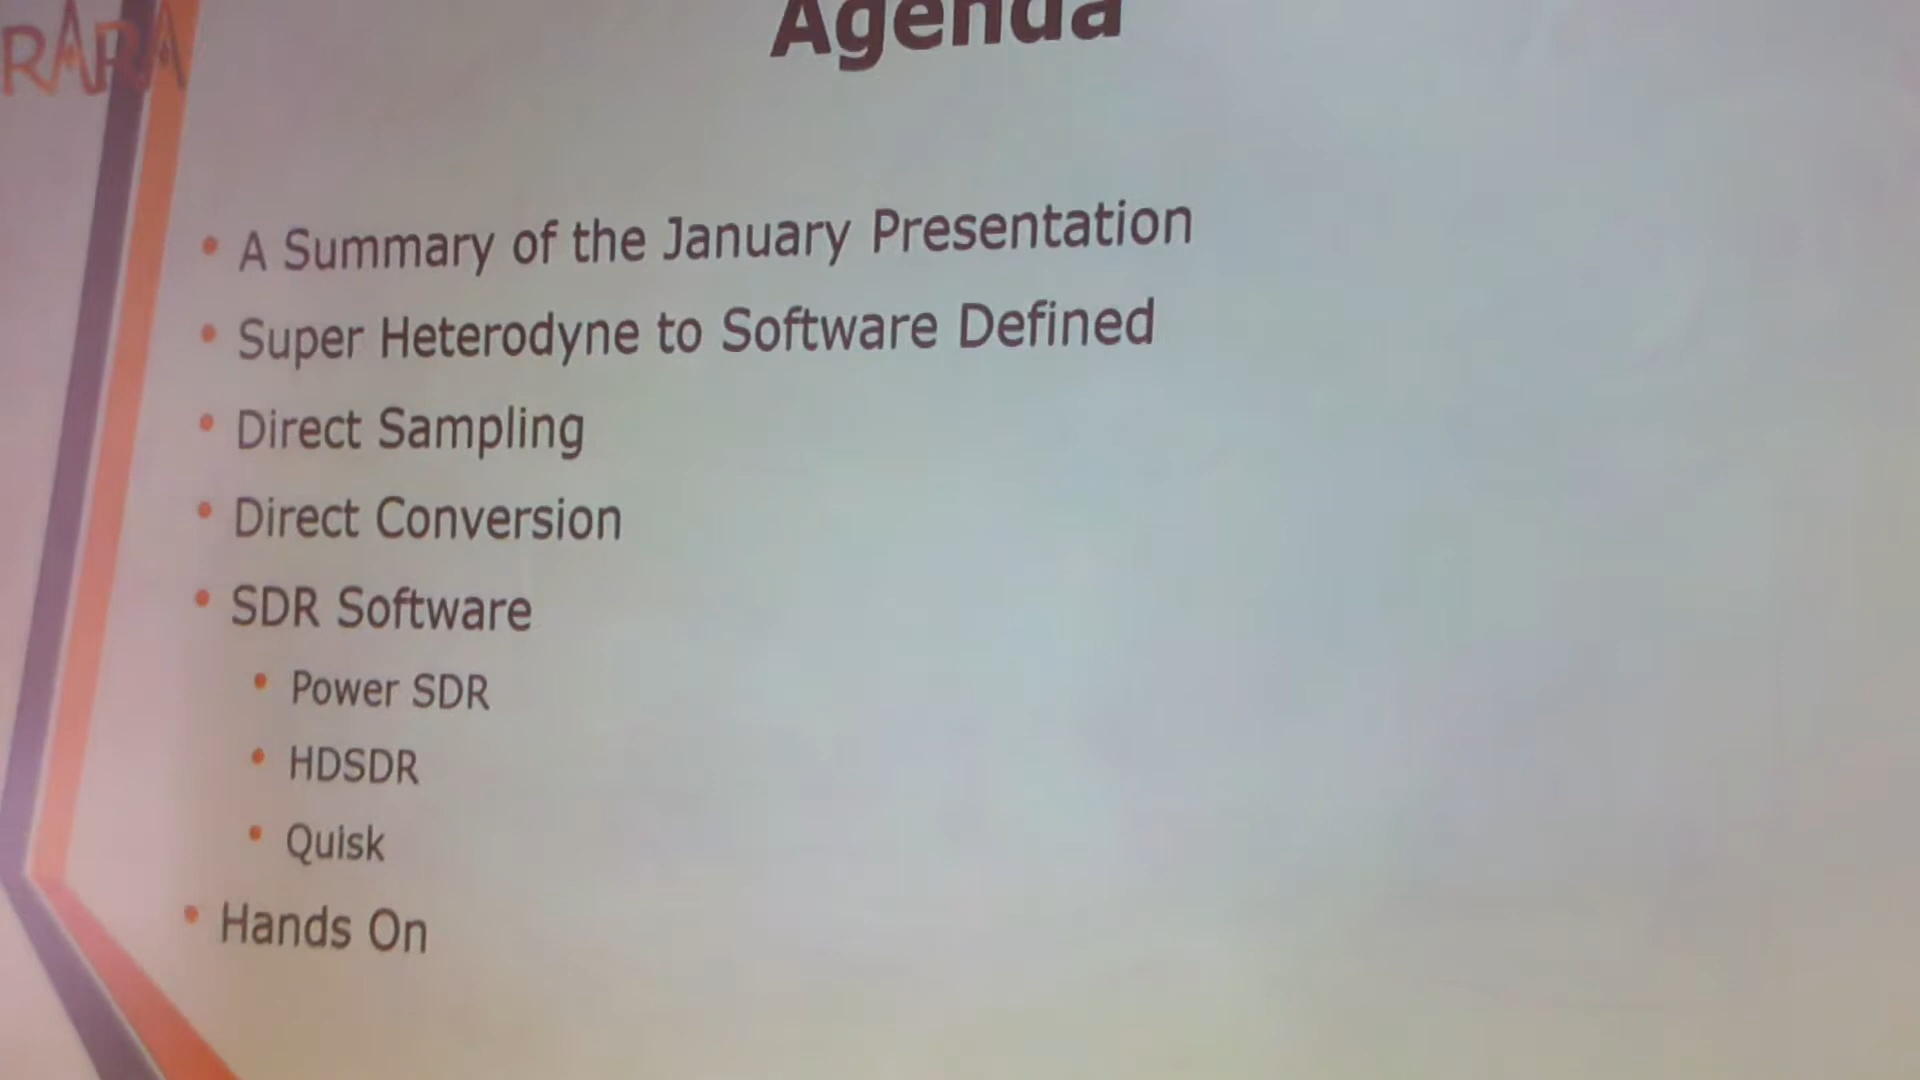 RARA
Agenda
• A Summary of the January Presentation
• Super Heterodyne to Software Defined
• Direct Sampling
• Direct Conversion
• SDR Software
• Power SDR
• HDSDR
• Quisk
• Hands On